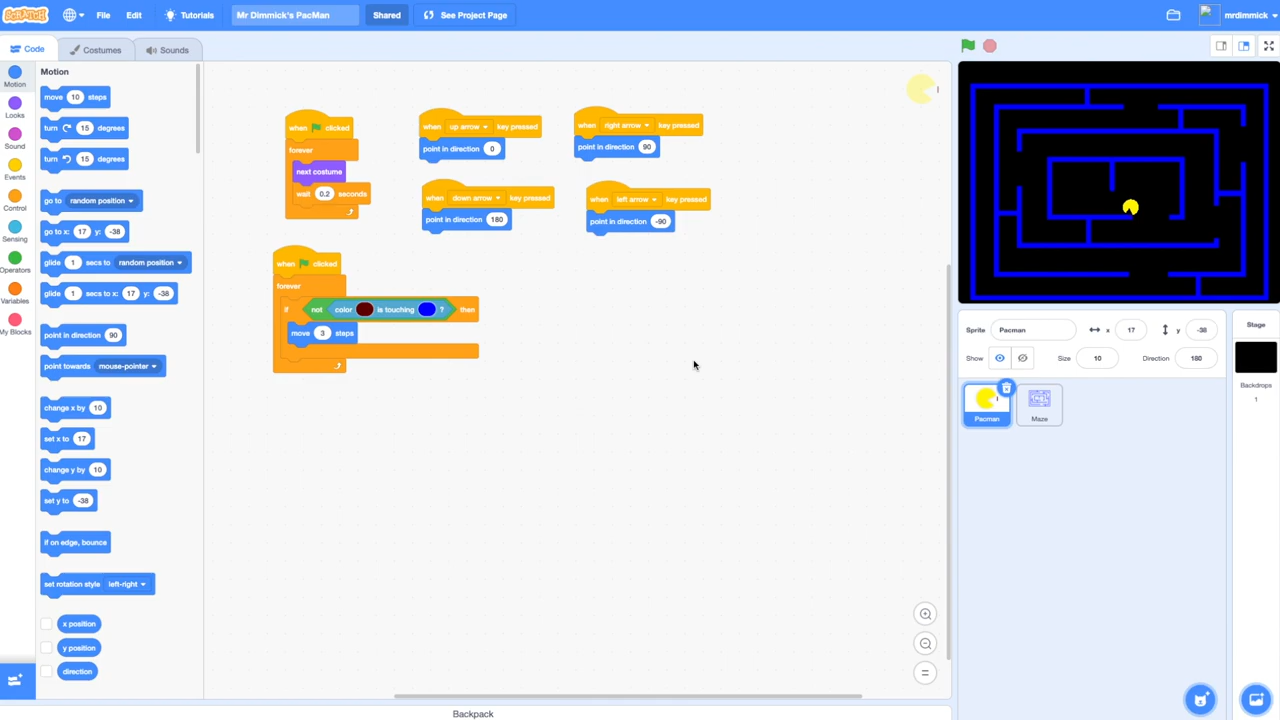 SCRATCH File Edit Tutorials Mr Dimmick's PacMan Shared See Project Page mrdimmick
Code Costumes Sounds
Motion
Looks
Sound
Events
Control
Sensing
Operators
Variables
My Blocks
Motion
move 10 steps
turn 15 degrees
turn 15 degrees
go to random position
go to x: 17 y: -38
glide 1 secs to random position
glide 1 secs to x: 17 y: -38
point in direction 90
point towards mouse-pointer
change x by 10
set x to 17
change y by 10
set y to -38
if on edge, bounce
set rotation style left-right
x position
y position
direction
when clicked
forever
next costume
wait 0.2 seconds
when up arrow key pressed
point in direction 0
when right arrow key pressed
point in direction 90
when down arrow key pressed
point in direction 180
when left arrow key pressed
point in direction -90
when clicked
forever
if not color is touching ? then
move 3 steps
Sprite Pacman x 17 y -38
Show Size 10 Direction 180
Pacman
Maze
Stage
Backdrops
1
Backpack